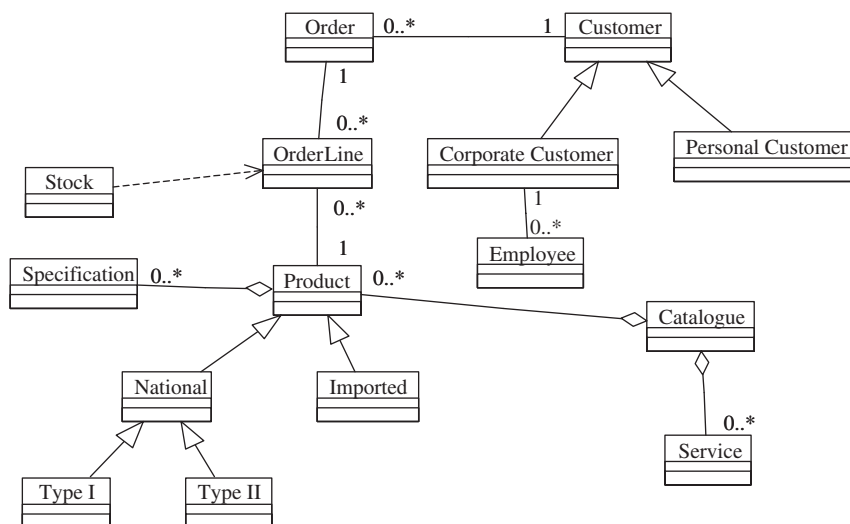 Order
0..*
1
Customer
1
0..*
OrderLine
Corporate Customer
Personal Customer
Stock
0..*
1
0..*
1
Employee
Specification
0..*
Product
0..*
Catalogue
National
Imported
0..*
Service
Type I
Type II